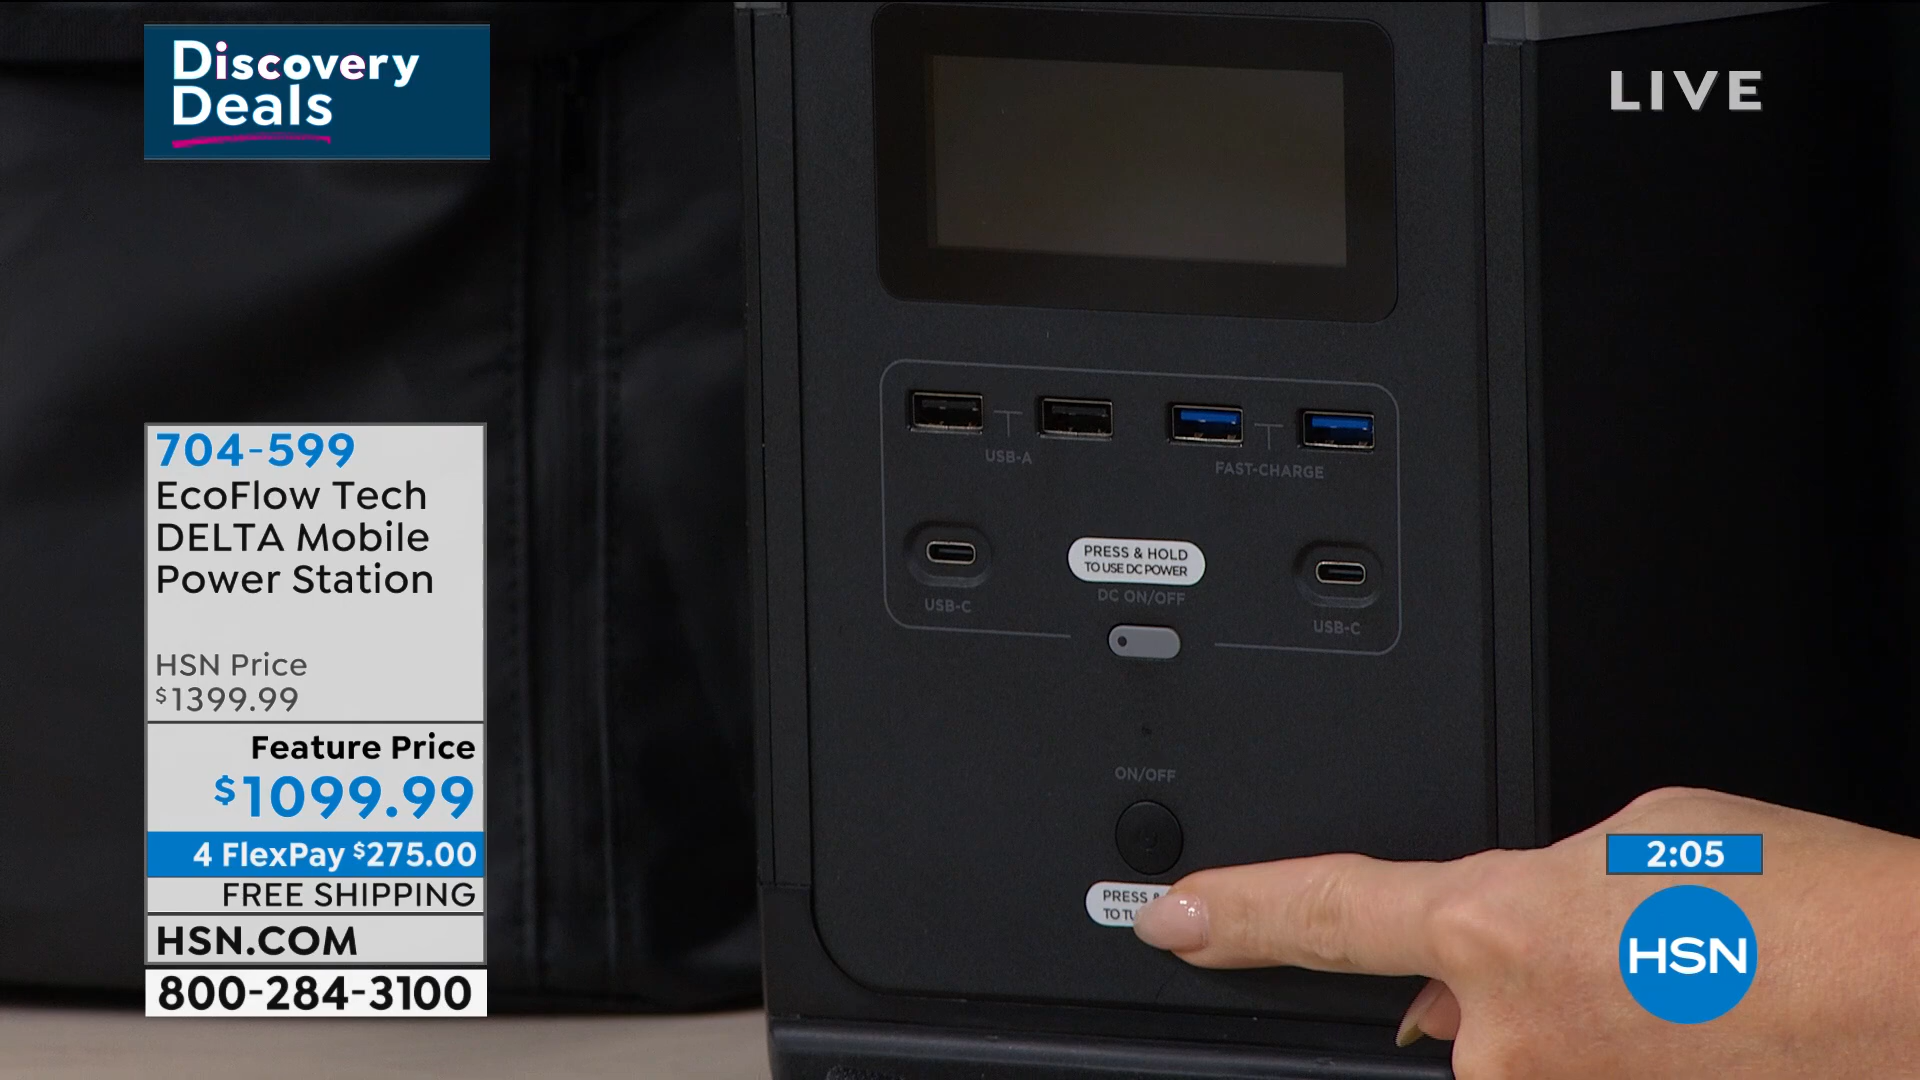 Discovery
Deals
LIVE
704-599
EcoFlow Tech
DELTA Mobile
Power Station
HSN Price
$1399.99
Feature Price
$1099.99
4 FlexPay $275.00
FREE SHIPPING
HSN.COM
800-284-3100
USB-A
FAST-CHARGE
PRESS & HOLD
TO USE DC POWER
DC ON/OFF
USB-C
USB-C
ON/OFF
PRESS
TO
2:05
HSN